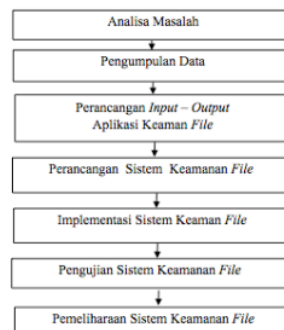 Analisa Masalah
Pengumpulan Data
Perancangan Input – Output
Aplikasi Keaman File
Perancangan Sistem Keamanan File
Implementasi Sistem Keaman File
Pengujian Sistem Keamanan File
Pemeliharaan Sistem Keamanan File